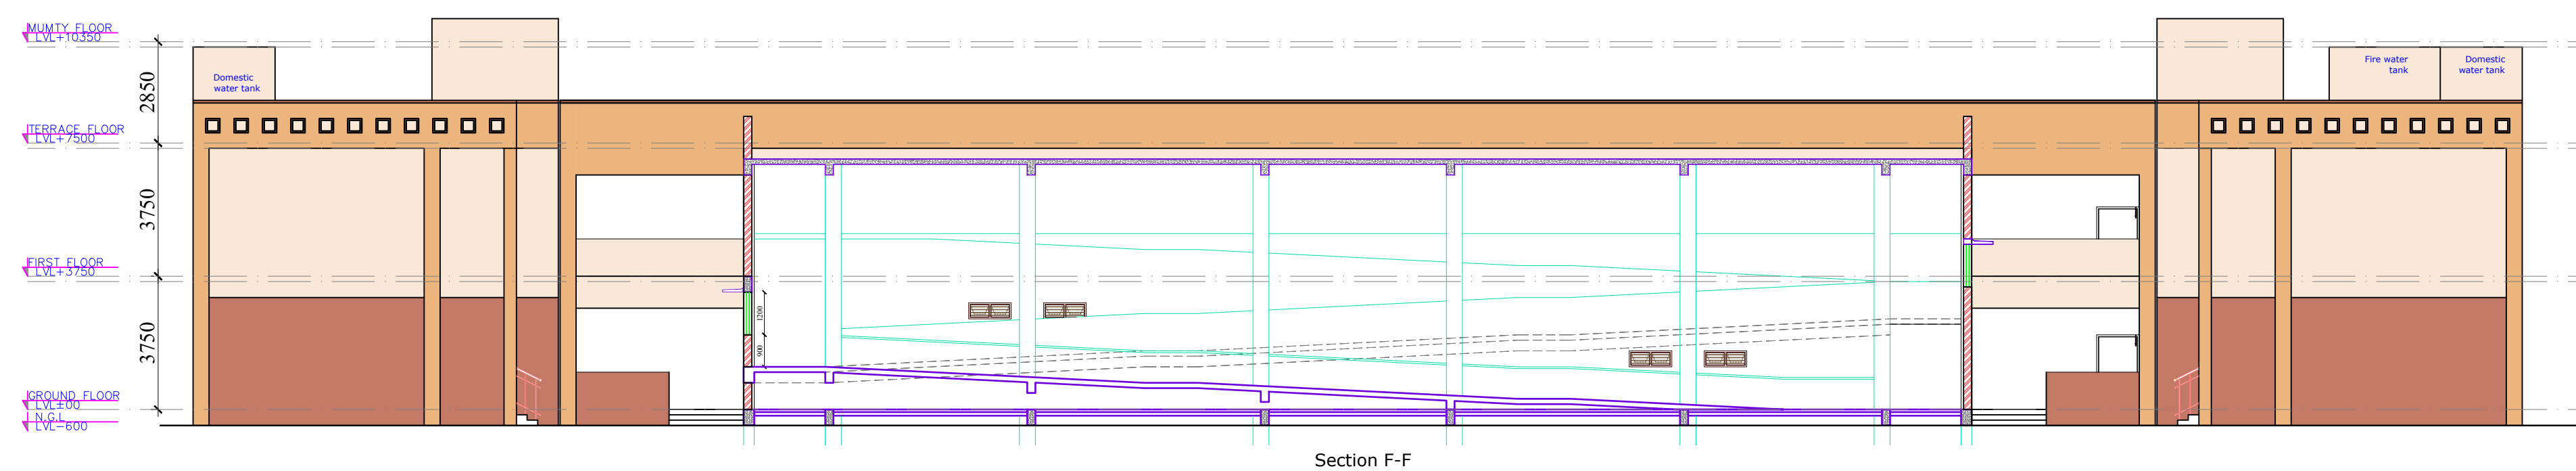 MUMTY FLOOR
LVL+10350
2850
Domestic
water tank
Fire water
tank
Domestic
water tank
TERRACE FLOOR
LVL+7500
3750
FIRST FLOOR
LVL+3750
1200
3750
900
GROUND FLOOR
LVL±00
N.G.L
LVL-600
Section F-F